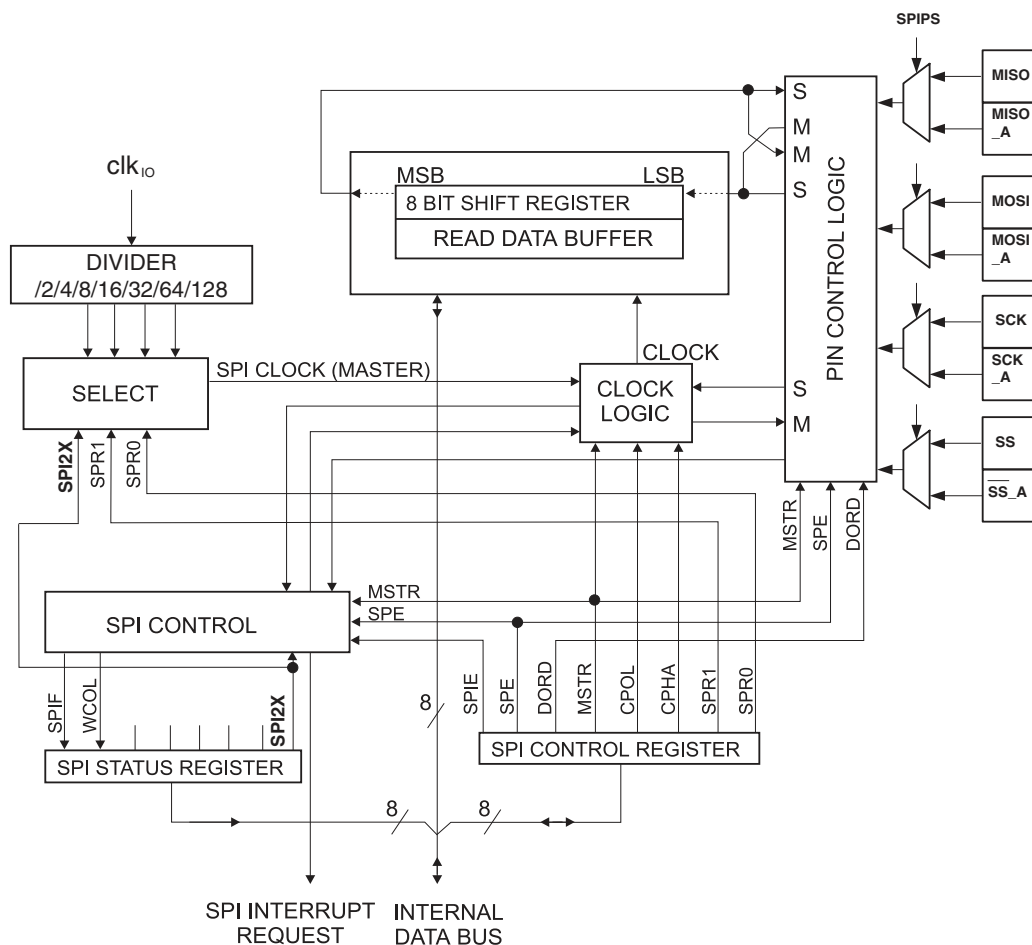 SPIPS
MISO
MISO
_A
MOSI
MOSI
_A
SCK
SCK
_A
SS
SS_A
S
M
M
S
S
M
PIN CONTROL LOGIC
MSTR
SPE
DORD
clkIO
DIVIDER
/2/4/8/16/32/64/128
SELECT
SPI2X
SPR1
SPR0
SPI CLOCK (MASTER)
MSB
LSB
8 BIT SHIFT REGISTER
READ DATA BUFFER
CLOCK
CLOCK
LOGIC
SPI CONTROL
MSTR
SPE
SPIF
WCOL
SPI2X
SPI STATUS REGISTER
SPIE
SPE
DORD
MSTR
CPOL
CPHA
SPR1
SPR0
SPI CONTROL REGISTER
8
8
8
SPI INTERRUPT
REQUEST
INTERNAL
DATA BUS